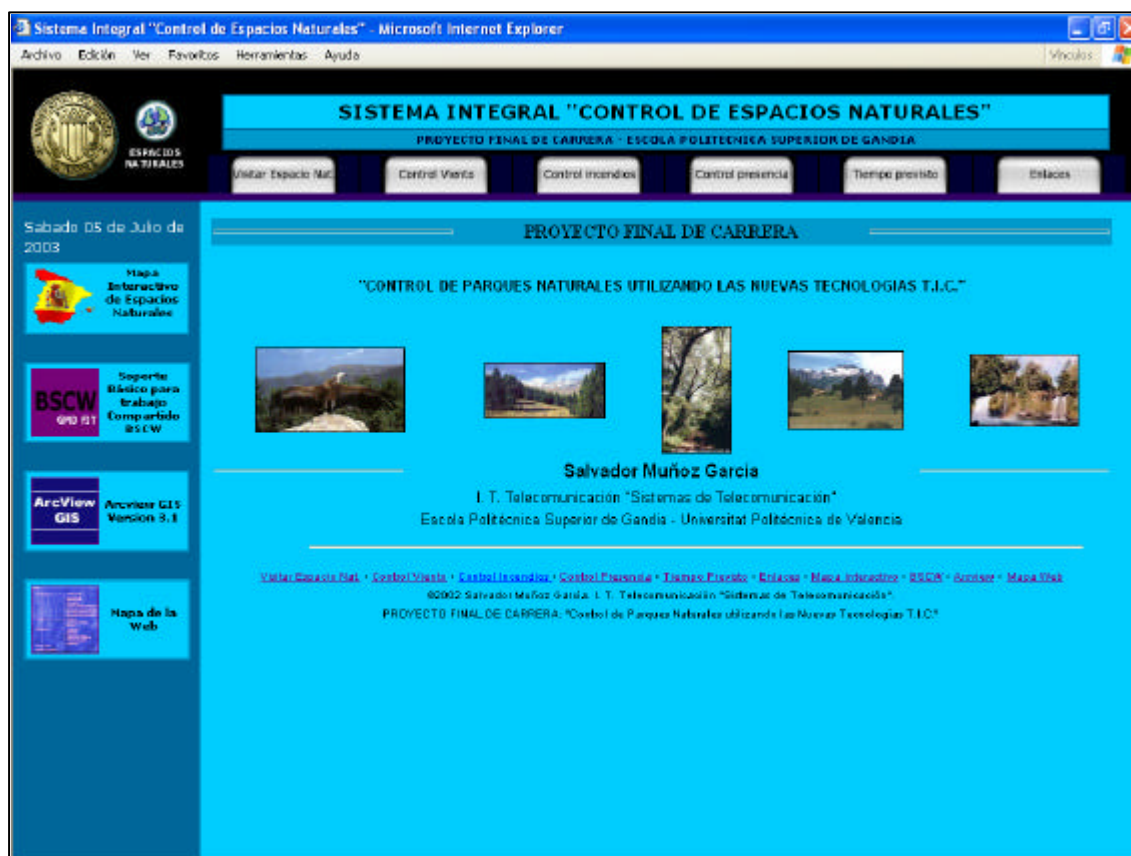 Sistema Integral "Control de Espacios Naturales" - Microsoft Internet Explorer
Archivo Edición Ver Favoritos Herramientas Ayuda Vínculos
ESPACIOS
NATURALES
SISTEMA INTEGRAL "CONTROL DE ESPACIOS NATURALES"
PROYECTO FINAL DE CARRERA - ESCOLA POLITECNICA SUPERIOR DE GANDIA
Visitar Espacio Nat. Control Viento Control incendios Control presencia Tiempo previsto Enlaces
Sabado 05 de Julio de
2003
Mapa
Interactivo
de Espacios
Naturales
BSCW
Soporte
Básico para
trabajo
Compartido
BSCW
ArcView
GIS
Arcview GIS
Version 3.1
Mapa de la
Web
PROYECTO FINAL DE CARRERA
"CONTROL DE PARQUES NATURALES UTILIZANDO LAS NUEVAS TECNOLOGIAS T.I.C."
Salvador Muñoz García
I. T. Telecomunicación "Sistemas de Telecomunicación"
Escola Politécnica Superior de Gandia - Universitat Politécnica de Valencia
Visitar Espacio Nat. - Control Viento - Control Incendios - Control Presencia - Tiempo Previsto - Enlaces - Mapa Interactivo - BSCW - Arcview - Mapa Web
©2002 Salvador Muñoz García. I. T. Telecomunicación "Sistemas de Telecomunicación".
PROYECTO FINAL DE CARRERA: "Control de Parques Naturales utilizando las Nuevas Tecnologías T.I.C."